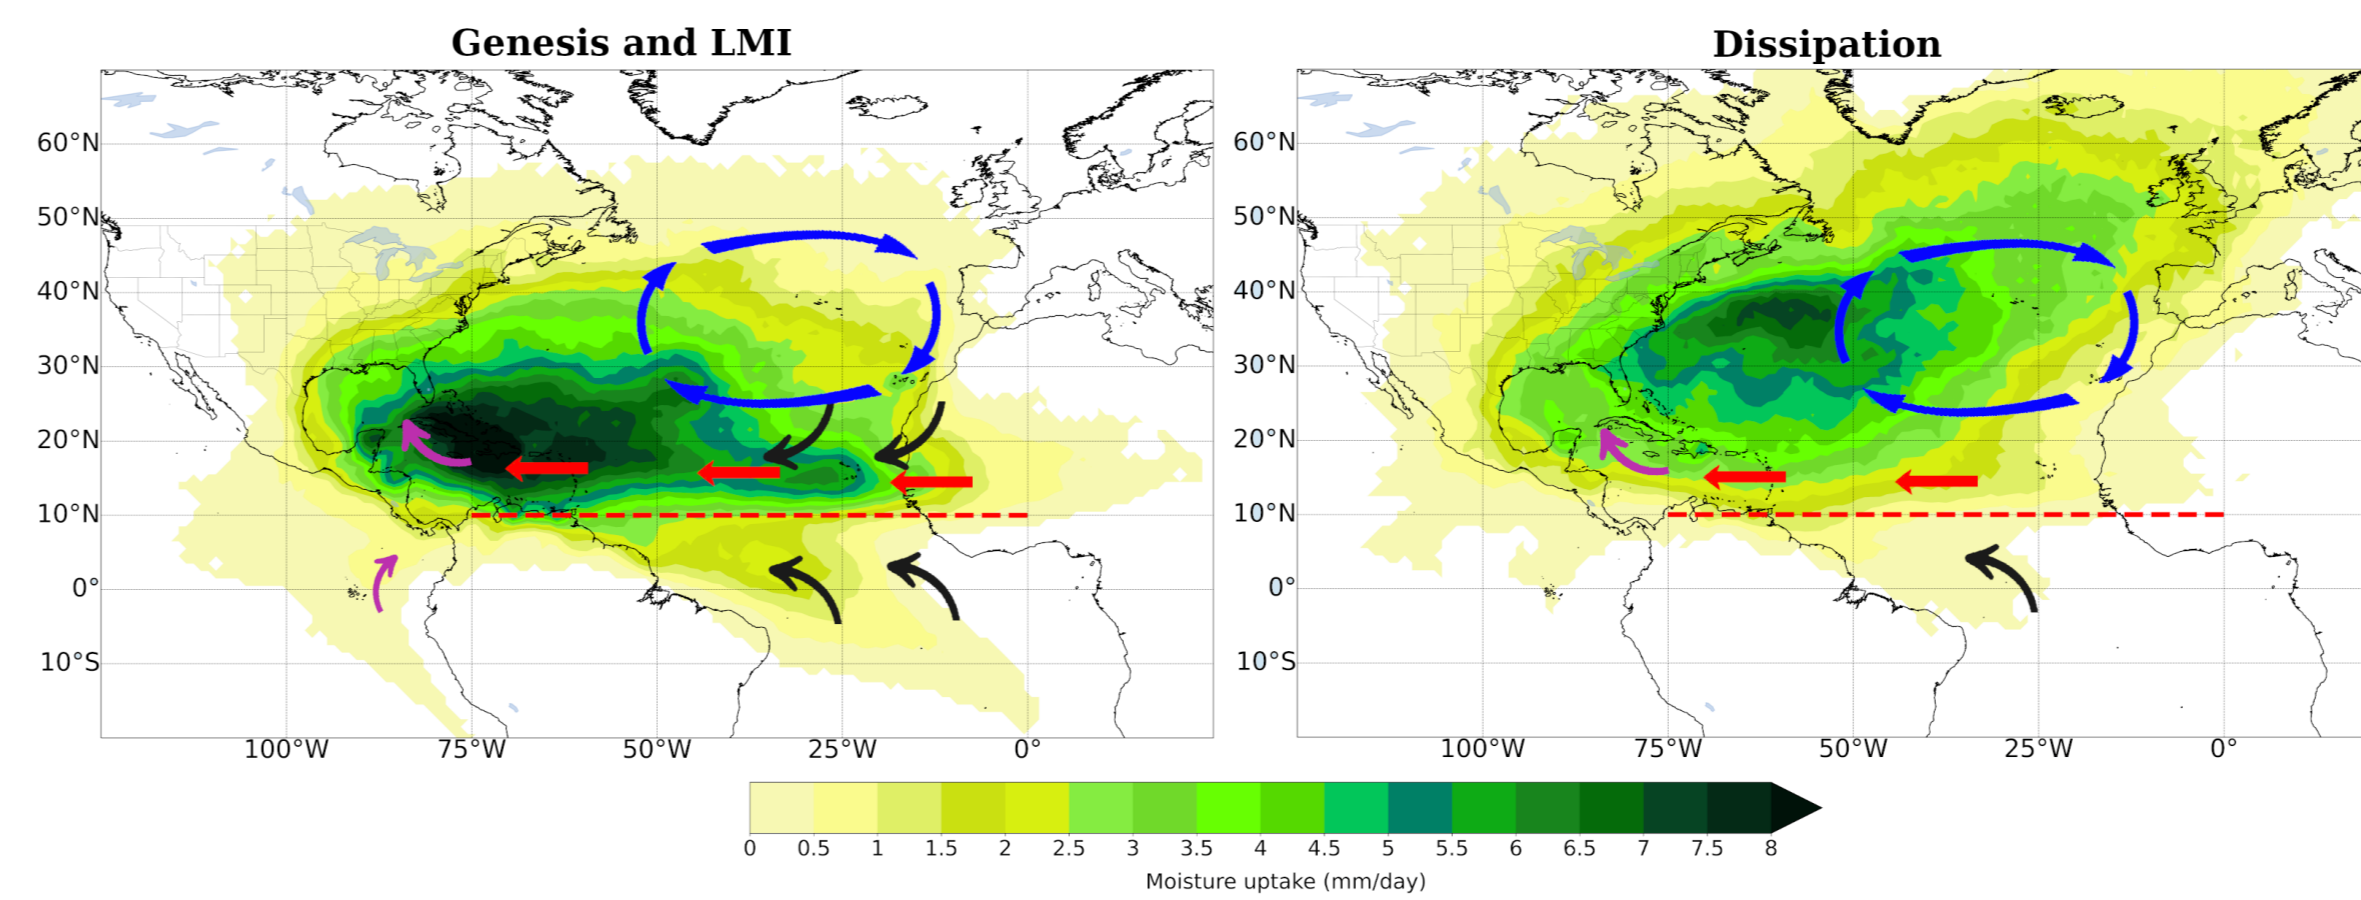 Genesis and LMI
Dissipation
60°N
50°N
40°N
30°N
20°N
10°N
0°
10°S
100°W 75°W 50°W 25°W 0°
60°N
50°N
40°N
30°N
20°N
10°N
0°
10°S
100°W 75°W 50°W 25°W 0°
0 0.5 1 1.5 2 2.5 3 3.5 4 4.5 5 5.5 6 6.5 7 7.5 8
Moisture uptake (mm/day)